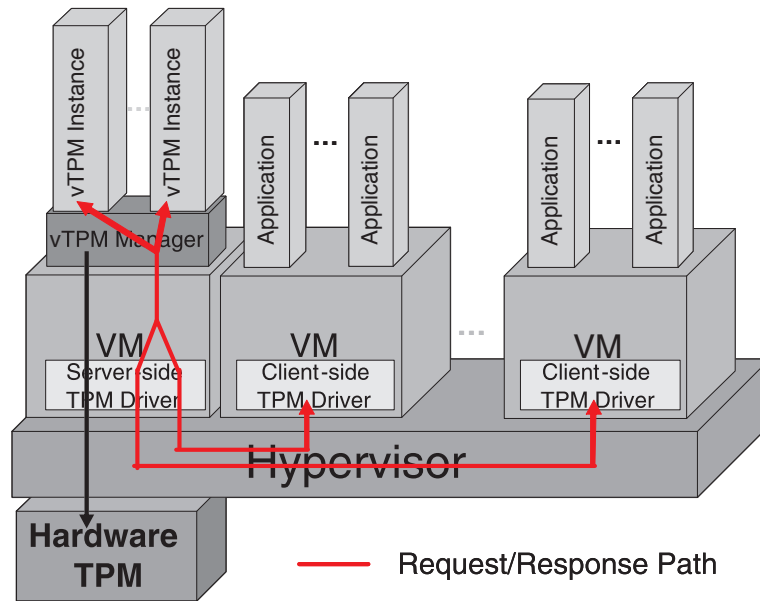 vTPM Instance
...
vTPM Instance
Application
...
Application
Application
...
Application
vTPM Manager
VM
Server-side
TPM Driver
VM
Client-side
TPM Driver
...
VM
Client-side
TPM Driver
Hypervisor
Hardware
TPM
Request/Response Path